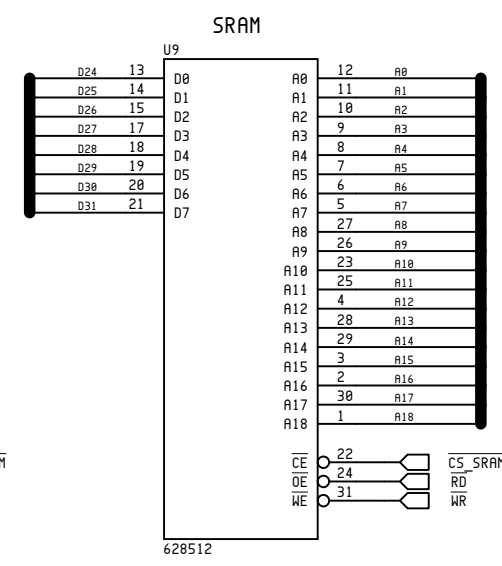 SRAM
U9
D24 13 D0 A0 12 A0
D25 14 D1 A1 11 A1
D26 15 D2 A2 10 A2
D27 17 D3 A3 9 A3
D28 18 D4 A4 8 A4
D29 19 D5 A5 7 A5
D30 20 D6 A6 6 A6
D31 21 D7 A7 5 A7
A8 27 A8
A9 26 A9
A10 23 A10
A11 25 A11
A12 4 A12
A13 28 A13
A14 29 A14
A15 3 A15
A16 2 A16
A17 30 A17
A18 1 A18
M CE 22 CS_SRAM
OE 24 RD
WE 31 WR
628512